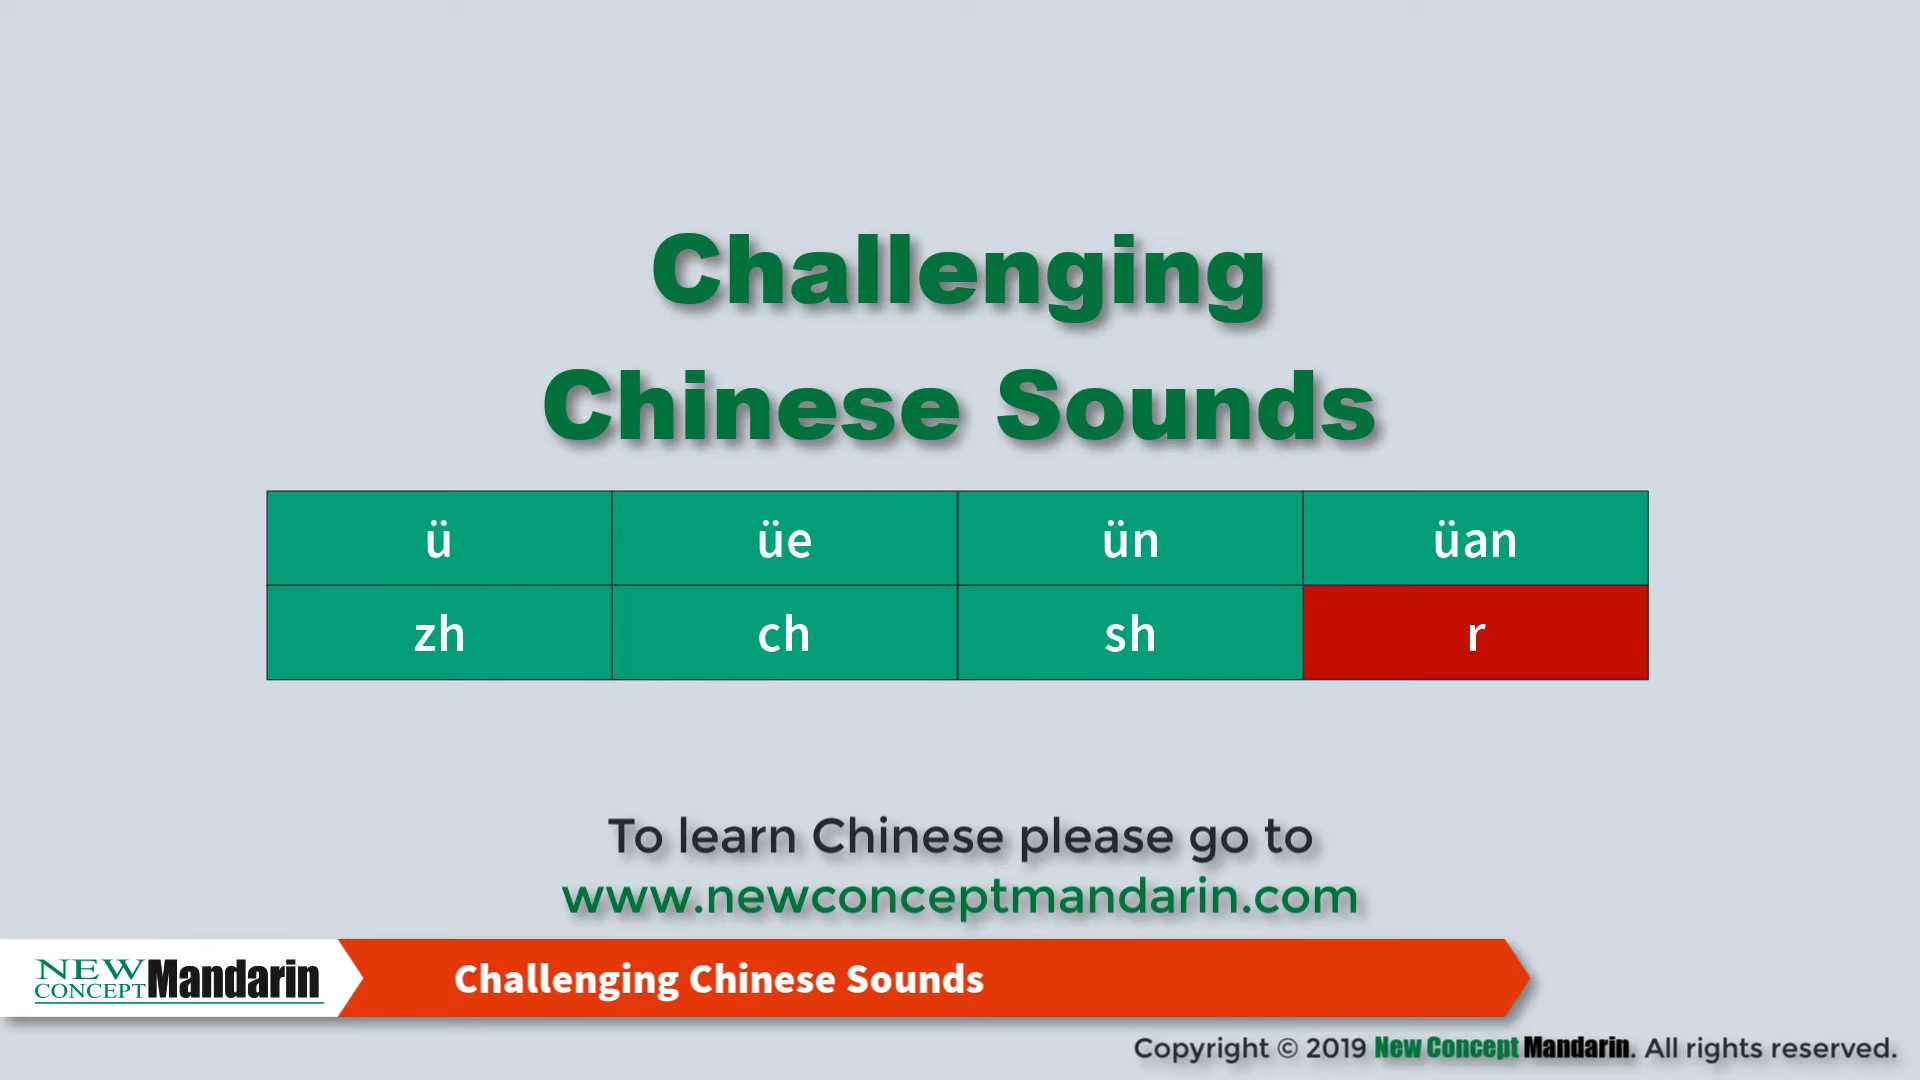 Challenging
Chinese Sounds
ü üe ün üan
zh ch sh r
To learn Chinese please go to
www.newconceptmandarin.com
NEW CONCEPT Mandarin
Challenging Chinese Sounds
Copyright © 2019 New Concept Mandarin. All rights reserved.